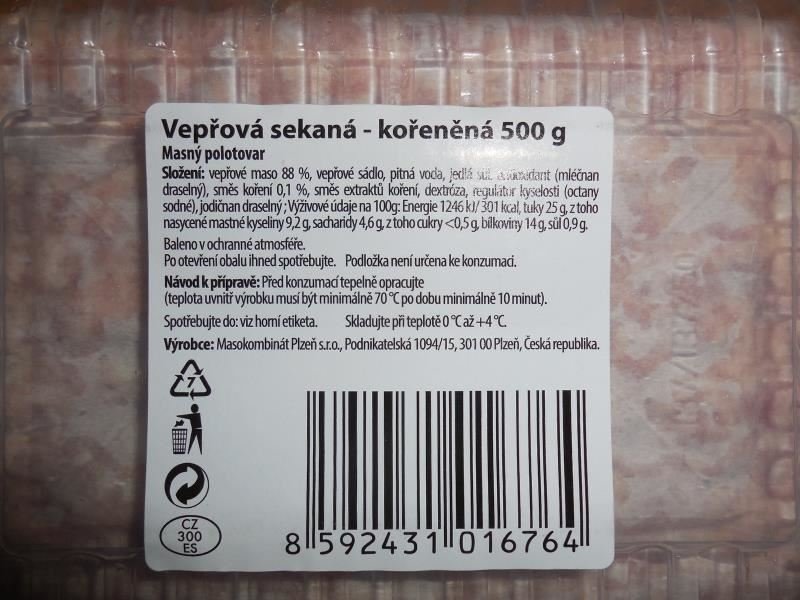 Vepřová sekaná - kořeněná 500 g
Masný polotovar
Složení: vepřové maso 88 %, vepřové sádlo, pitná voda, jedlá sůl, antioxidant (mléčnan
draselný), směs koření 0,1 %, směs extraktů koření, dextróza, regulátor kyselosti (octany
sodné), jodičnan draselný ; Výživové údaje na 100g: Energie 1246 kJ/ 301 kcal, tuky 25 g, z toho
nasycené mastné kyseliny 9,2 g, sacharidy 4,6 g, z toho cukry <0,5 g, bílkoviny 14 g, sůl 0,9 g.
Baleno v ochranné atmosféře.
Po otevření obalu ihned spotřebujte. Podložka není určena ke konzumaci.
Návod k přípravě: Před konzumací tepelně opracujte
(teplota uvnitř výrobku musí být minimálně 70 °C po dobu minimálně 10 minut).
Spotřebujte do: viz horní etiketa. Skladujte při teplotě 0 °C až +4 °C.
Výrobce: Masokombinát Plzeň s.r.o., Podnikatelská 1094/15, 301 00 Plzeň, Česká republika.
7
CZ
300
ES
8 592431 016764